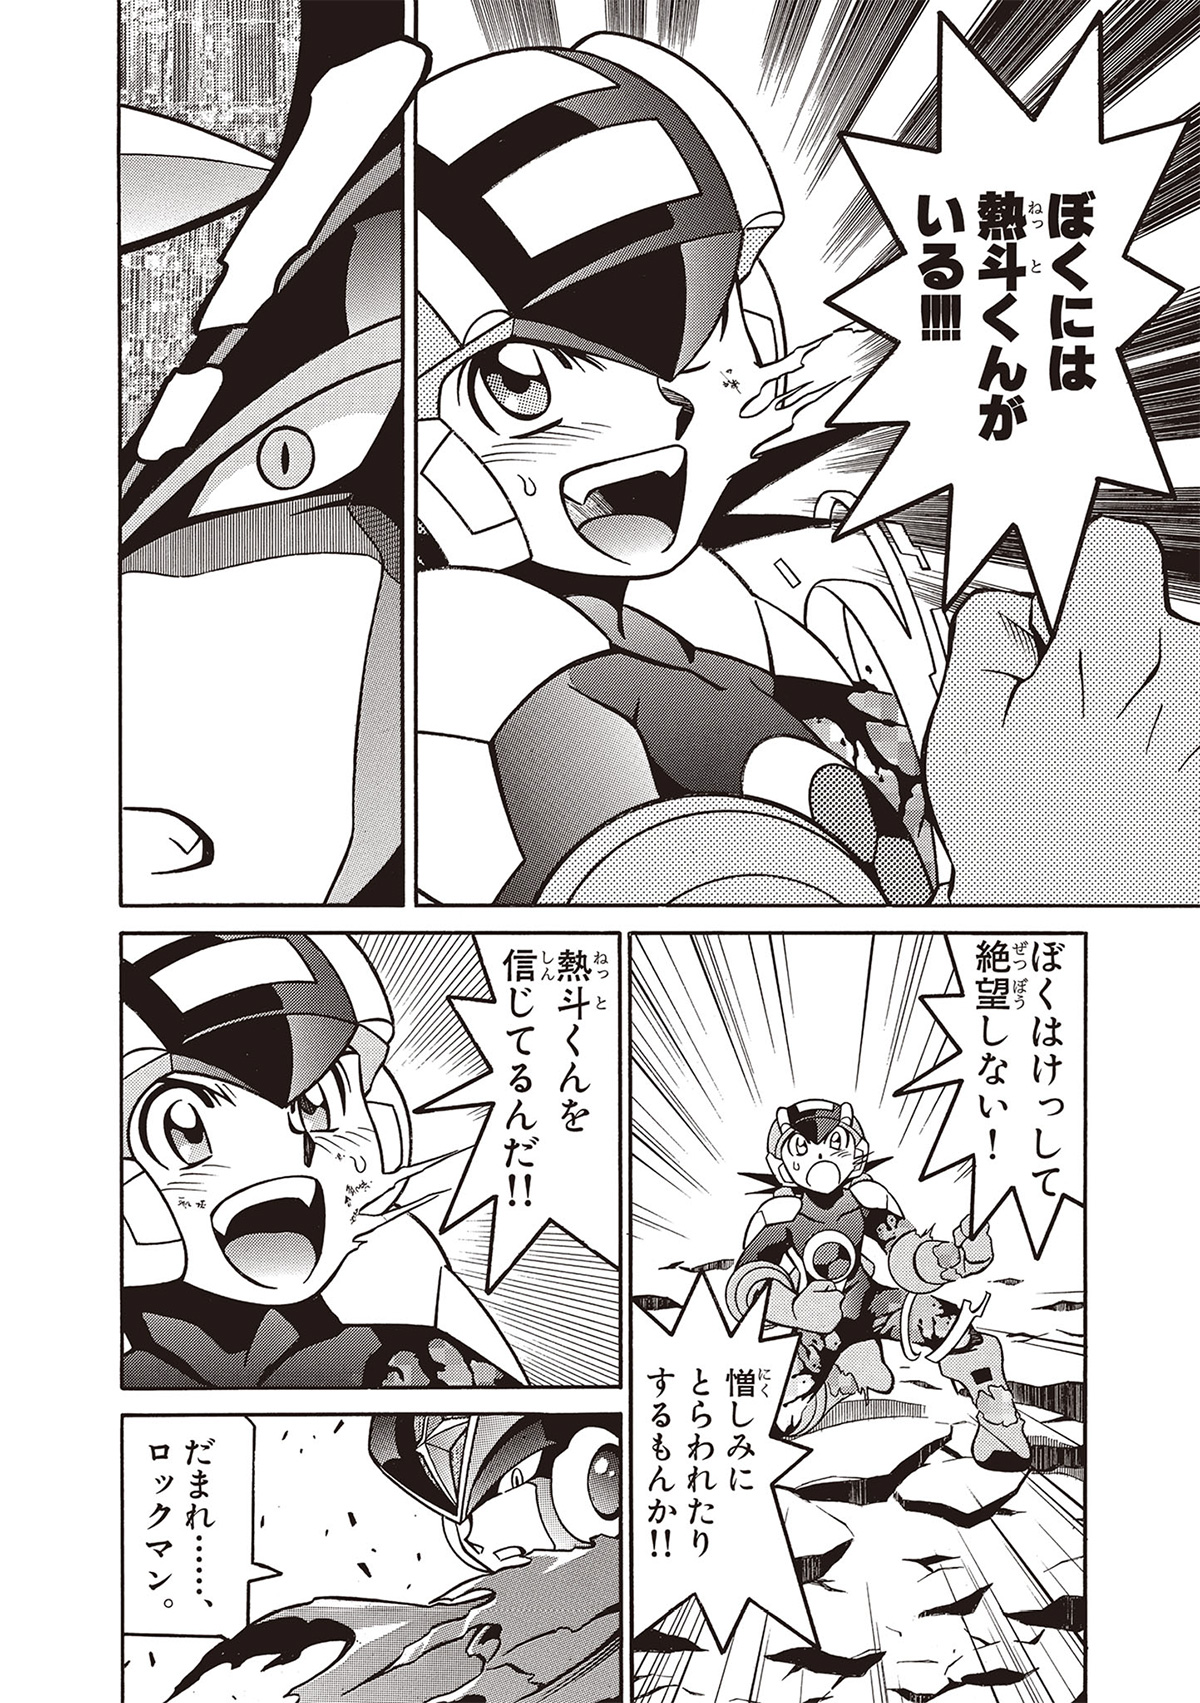 ぼくには
熱斗くんが
いる!!!!!
ぼくはけっして
絶望しない!
憎しみに
とらわれたり
するもんか!!
熱斗くんを
信じてるんだ!!
だまれ……、
ロックマン。